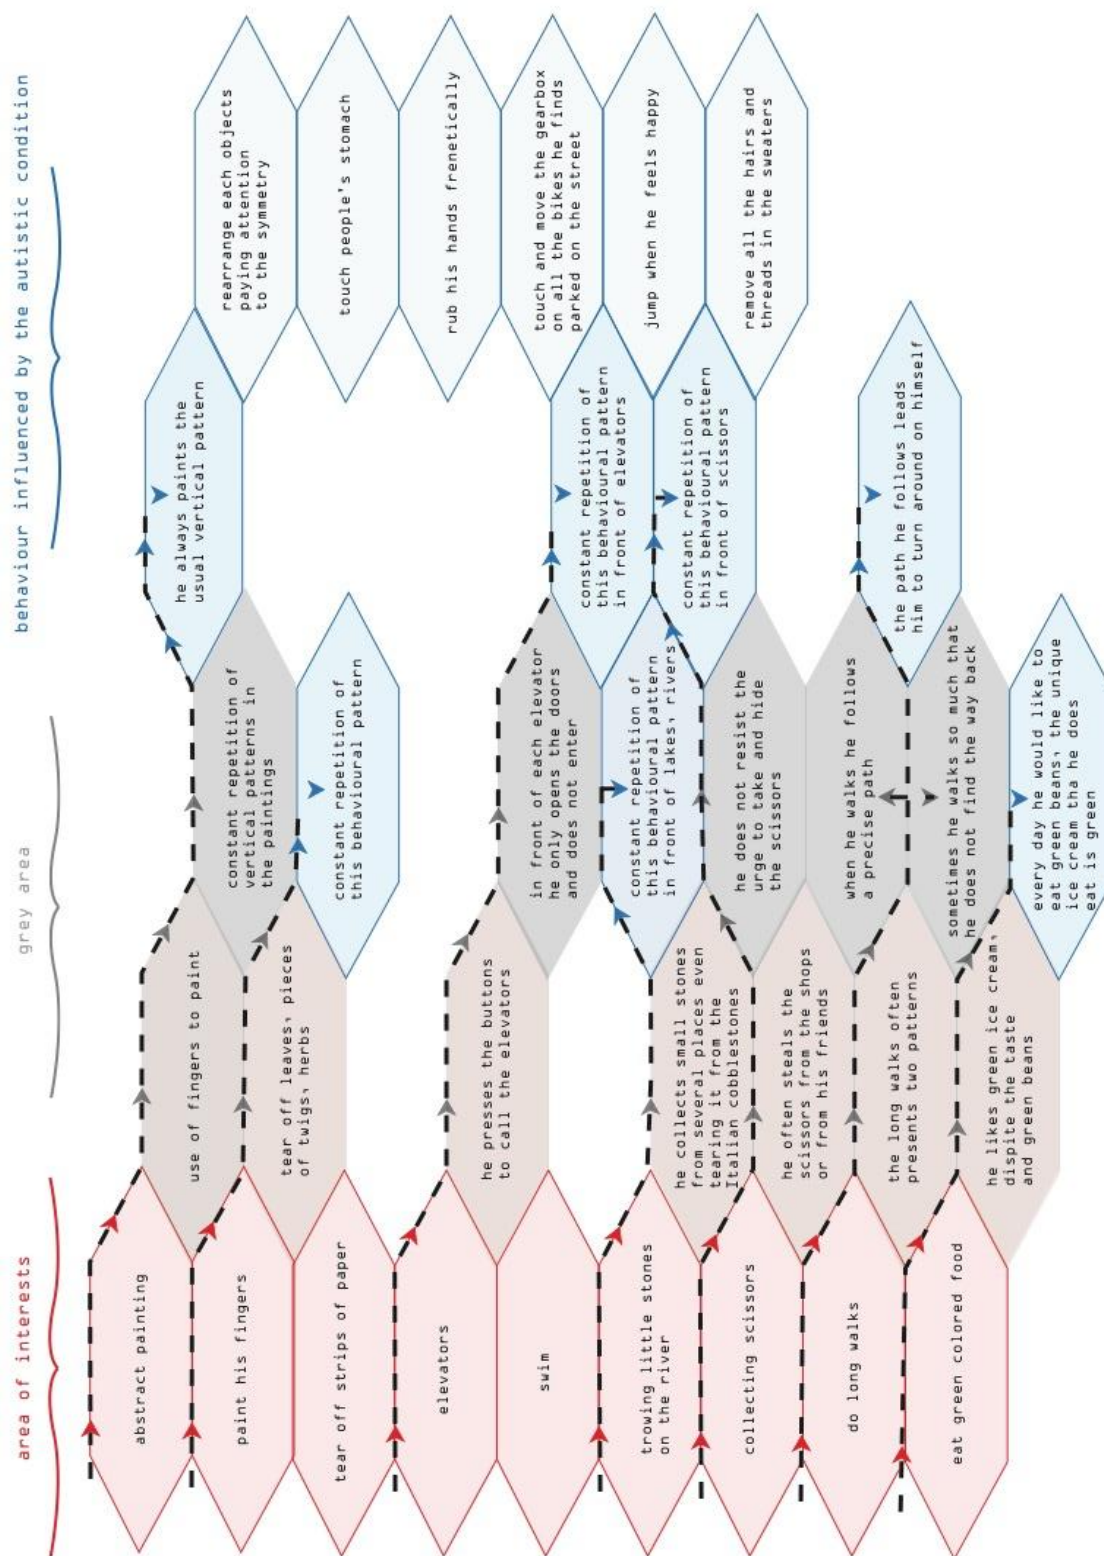 area of interests
grey area
behaviour influenced by the autistic condition
abstract painting
paint his fingers
tear off strips of paper
elevators
swim
trowing little stones
on the river
collecting scissors
do long walks
eat green colored food
use of fingers to paint
tear off leaves, pieces
of twigs, herbs
he presses the buttons
to call the elevators
he collects small stones
from several places even
tearing it from the
Italian cobblestones
he often steals the
scissors from the shops
or from his friends
the long walks often
presents two patterns
he likes green ice cream,
dispite the taste
and green beans
constant repetition of
vertical patterns in
the paintings
constant repetition of
this behavioural pattern
in front of each elevator
he only opens the doors
and does not enter
constant repetition of
this behavioural pattern
in front of lakes, rivers
he does not resist the
urge to take and hide
the scissors
when he walks he follows
a precise path
sometimes he walks so much that
he does not find the way back
every day he would like to
eat green beans, the unique
ice cream tha he does
eat is green
he always paints the
usual vertical pattern
constant repetition of
this behavioural pattern
in front of elevators
constant repetition of
this behavioural pattern
in front of scissors
the path he follows leads
him to turn around on himself
rearrange each objects
paying attention
to the symmetry
touch people's stomach
rub his hands frenetically
touch and move the gearbox
on all the bikes he finds
parked on the street
jump when he feels happy
remove all the hairs and
threads in the sweaters